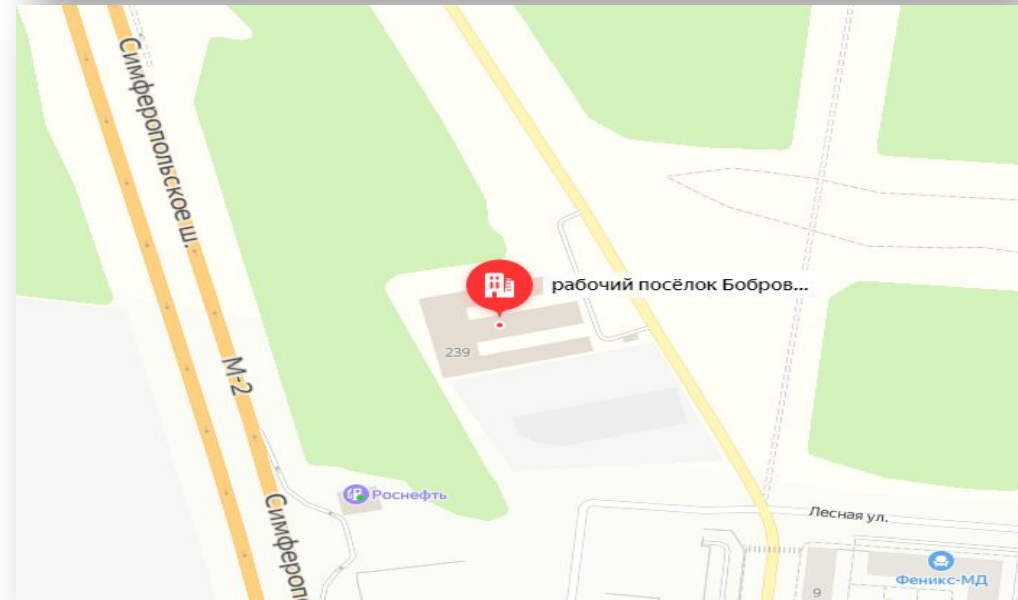 Симферопольское ш.
рабочий посёлок Бобров...
239
М-2
Роснефть
Симфероп
Лесная ул.
Феникс-МД
9